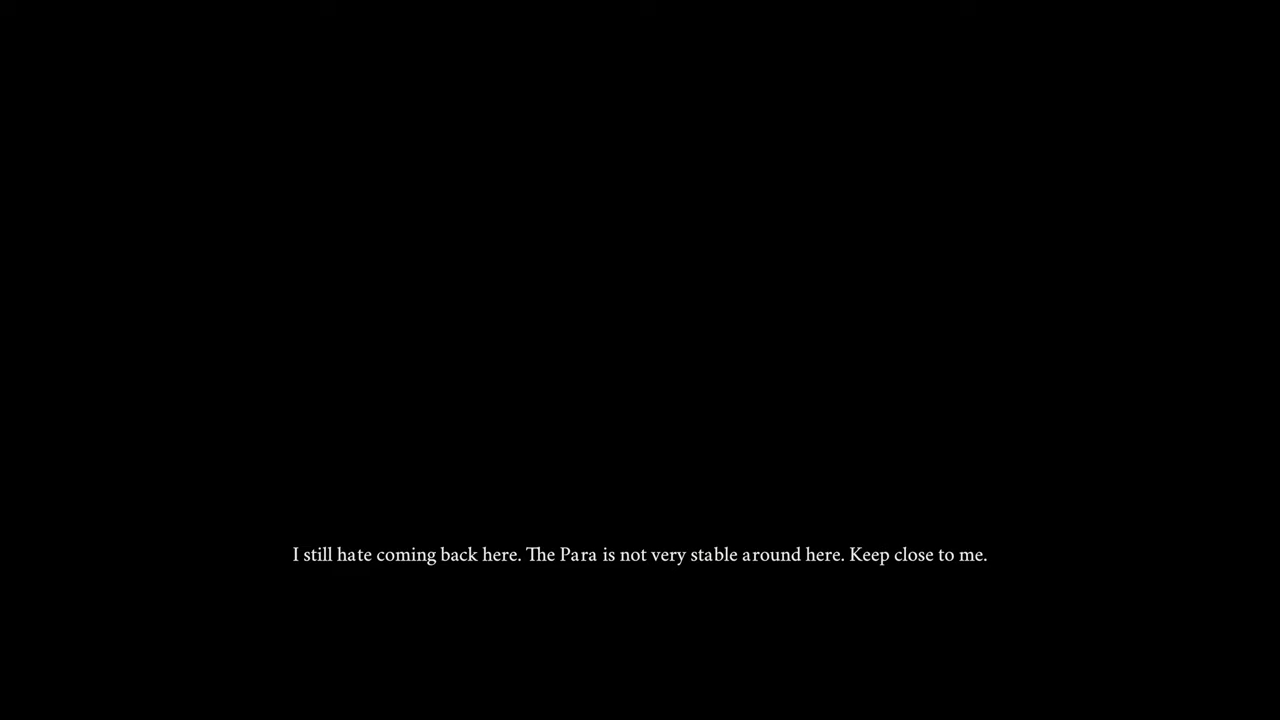 I still hate coming back here. The Para is not very stable around here. Keep close to me.